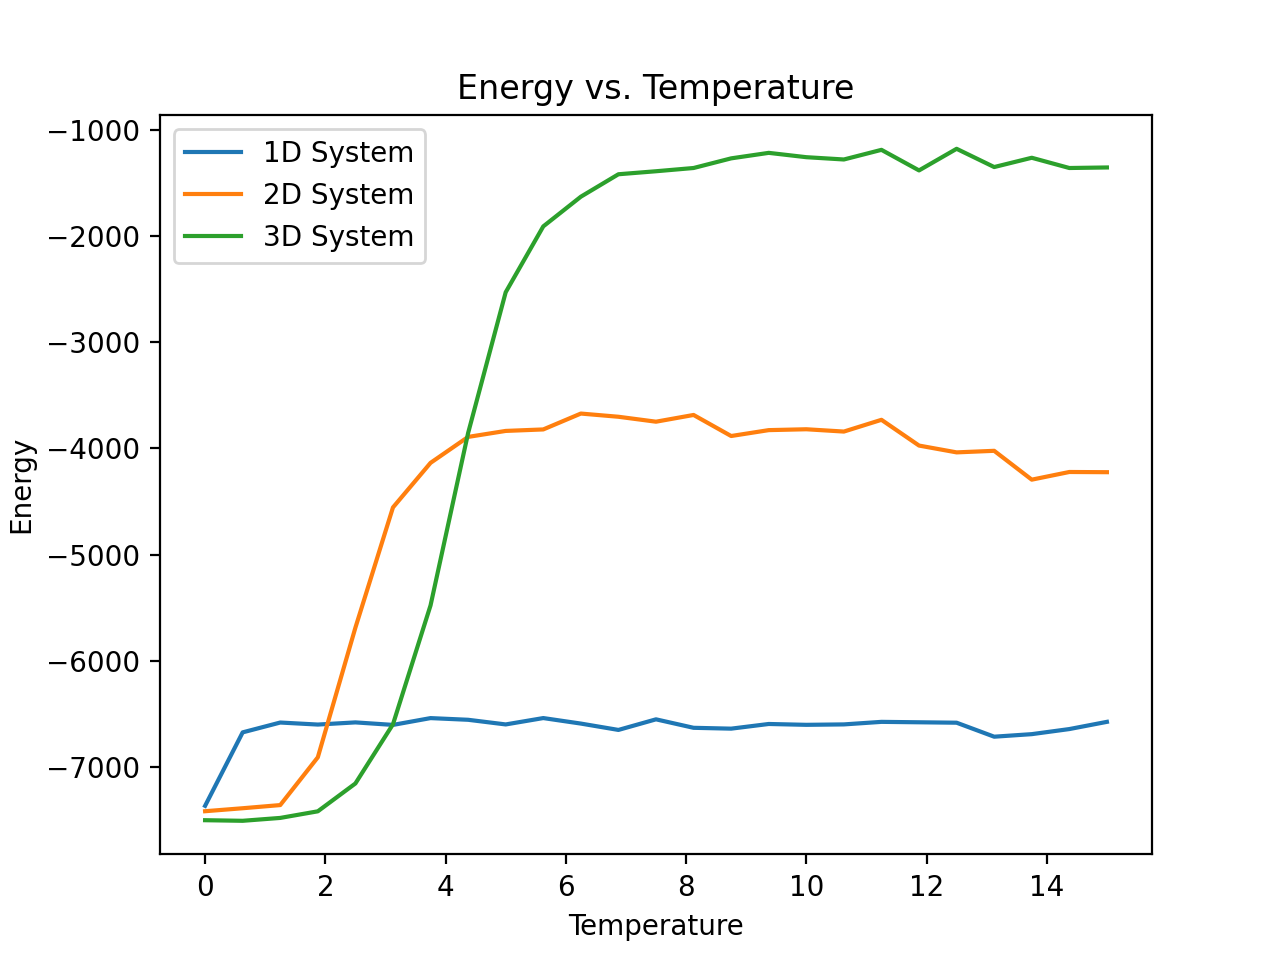 Energy vs. Temperature
1D System
2D System
3D System
−1000
−2000
−3000
−4000
−5000
−6000
−7000
Energy
0 2 4 6 8 10 12 14
Temperature